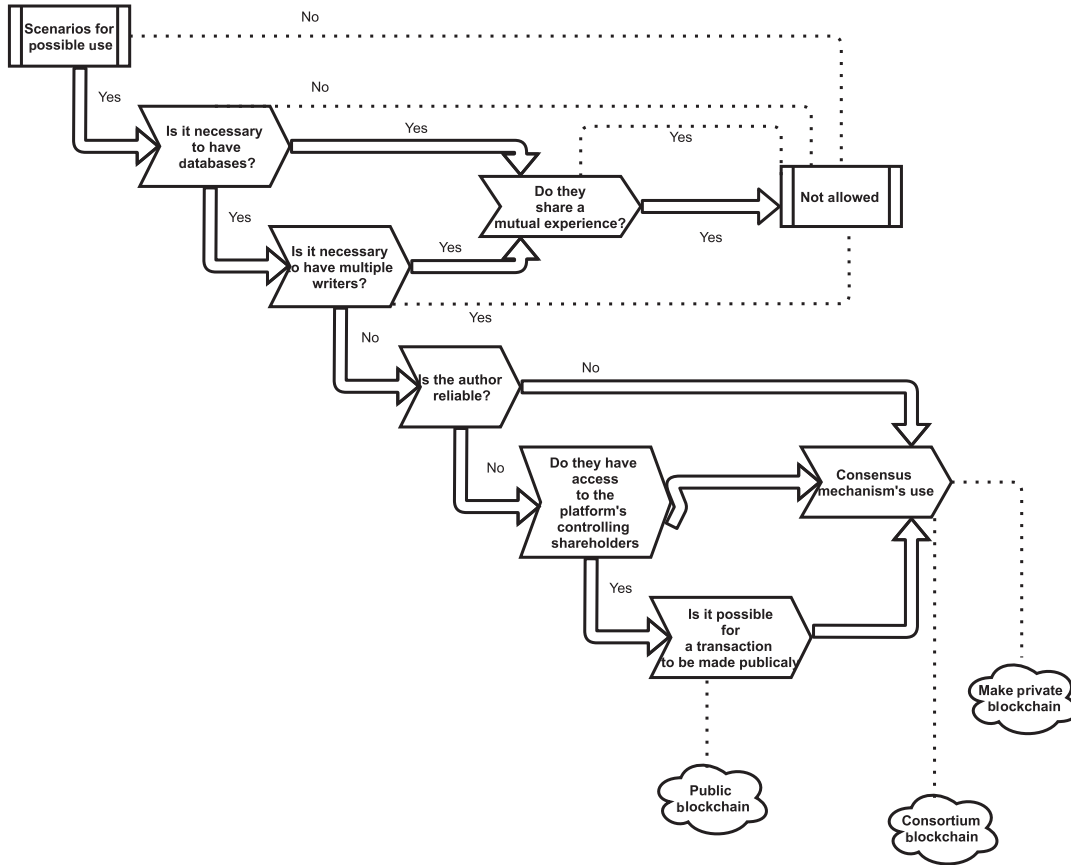 No
Scenarios for
possible use
Yes
No
Is it necessary
to have
databases?
Yes
Yes
Do they
share a
mutual experience?
Not allowed
Yes
Yes
Is it necessary
o have multiple
writers?
Yes
Yes
No
Is the author
reliable?
No
No
Do they have
access
to the
platform's
controlling
shareholders
Consensus
mechanism's use
Yes
Is it possible
for
a transaction
to be made publicaly
Make private
blockchain
Public
blockchain
Consortium
blockchain